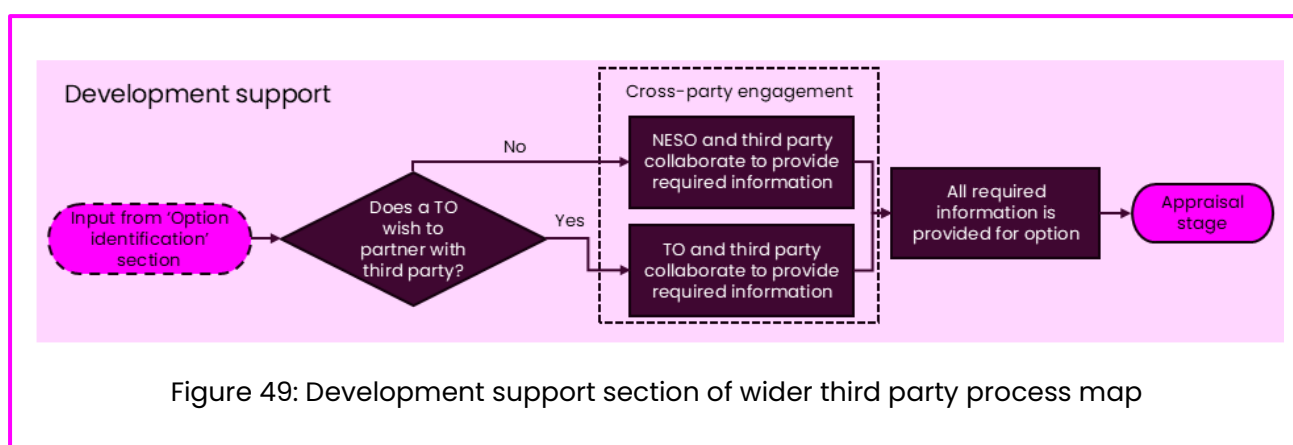 Development support
Cross-party engagement
No
NESO and third party
collaborate to provide
required information
Input from ‘Option
identification’
section
Does a TO
wish to
partner with
third party?
Yes
TO and third party
collaborate to provide
required information
All required
information is
provided for option
Appraisal
stage
Figure 49: Development support section of wider third party process map